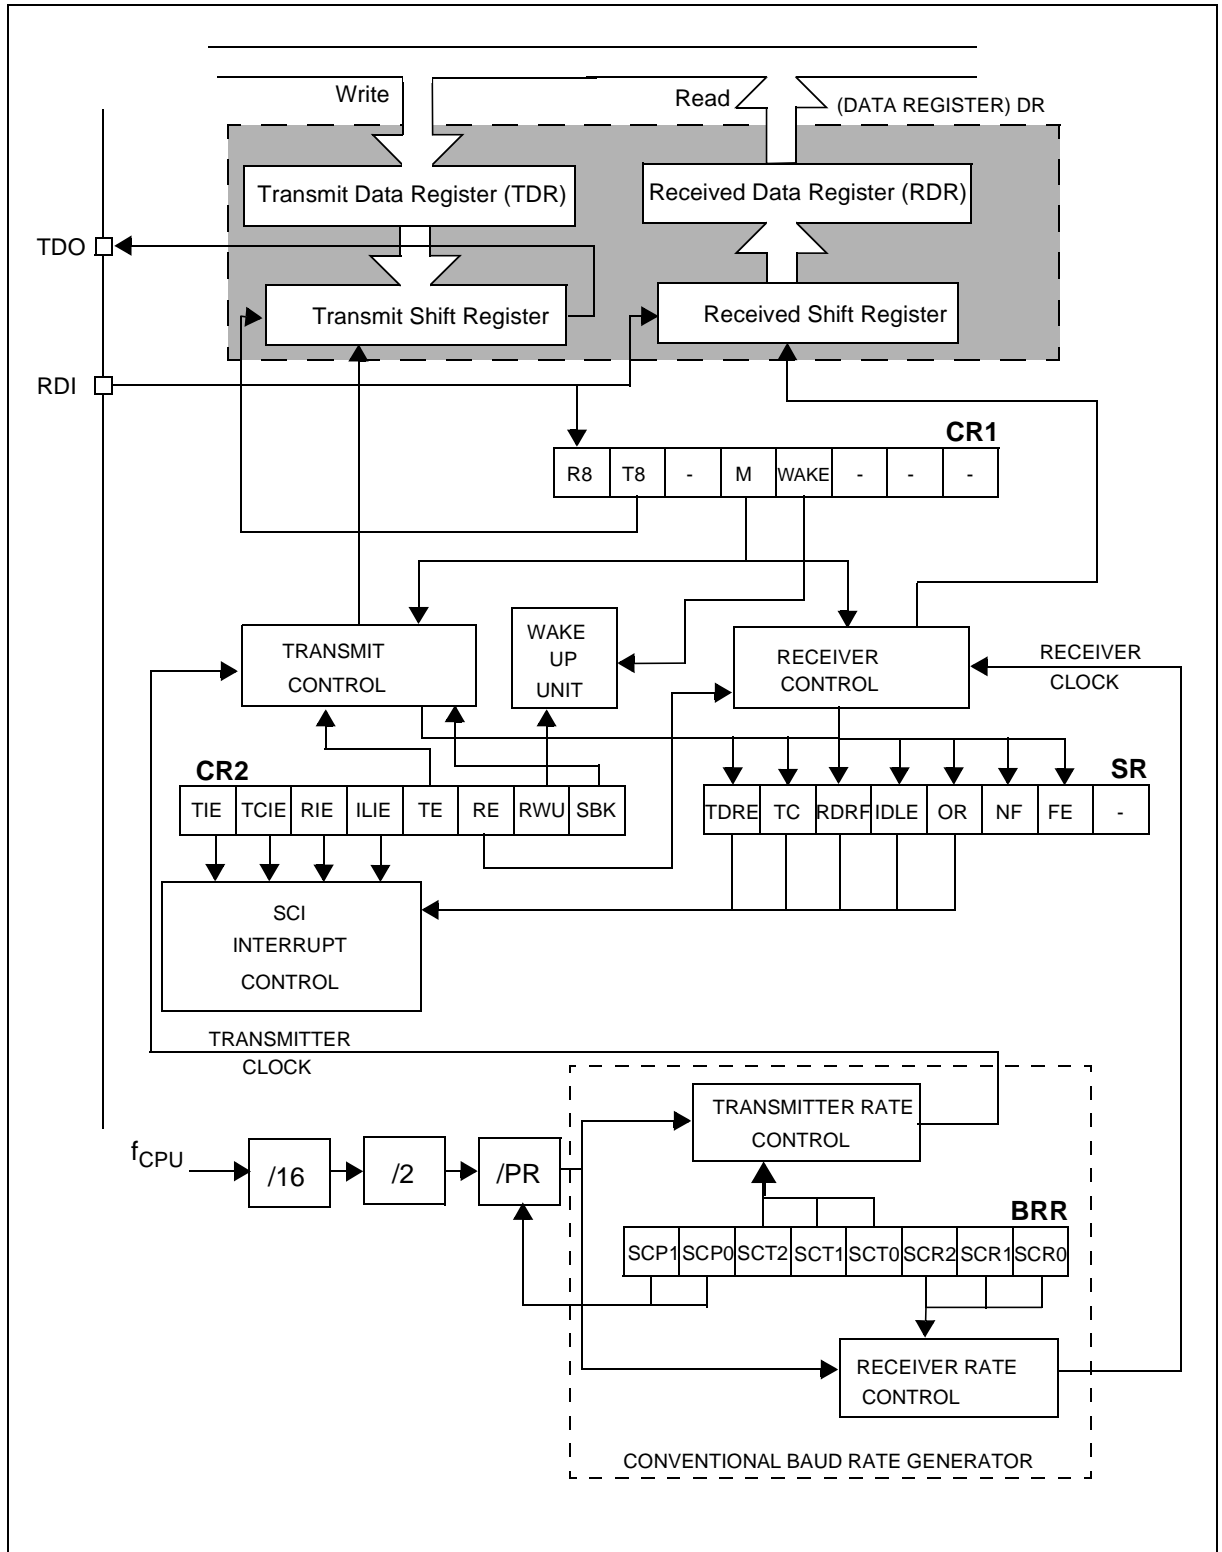 Write
Read
(DATA REGISTER) DR
Transmit Data Register (TDR)
Received Data Register (RDR)
TDO
Transmit Shift Register
Received Shift Register
RDI
CR1
R8 T8 - M WAKE - - -
TRANSMIT
CONTROL
WAKE
UP
UNIT
RECEIVER
CONTROL
RECEIVER
CLOCK
CR2
TIE TCIE RIE ILIE TE RE RWU SBK
SR
TDRE TC RDRF IDLE OR NF FE -
SCI
INTERRUPT
CONTROL
TRANSMITTER
CLOCK
TRANSMITTER RATE
CONTROL
fCPU
/16
/2
/PR
BRR
SCP1 SCP0 SCT2 SCT1 SCT0 SCR2 SCR1 SCR0
RECEIVER RATE
CONTROL
CONVENTIONAL BAUD RATE GENERATOR